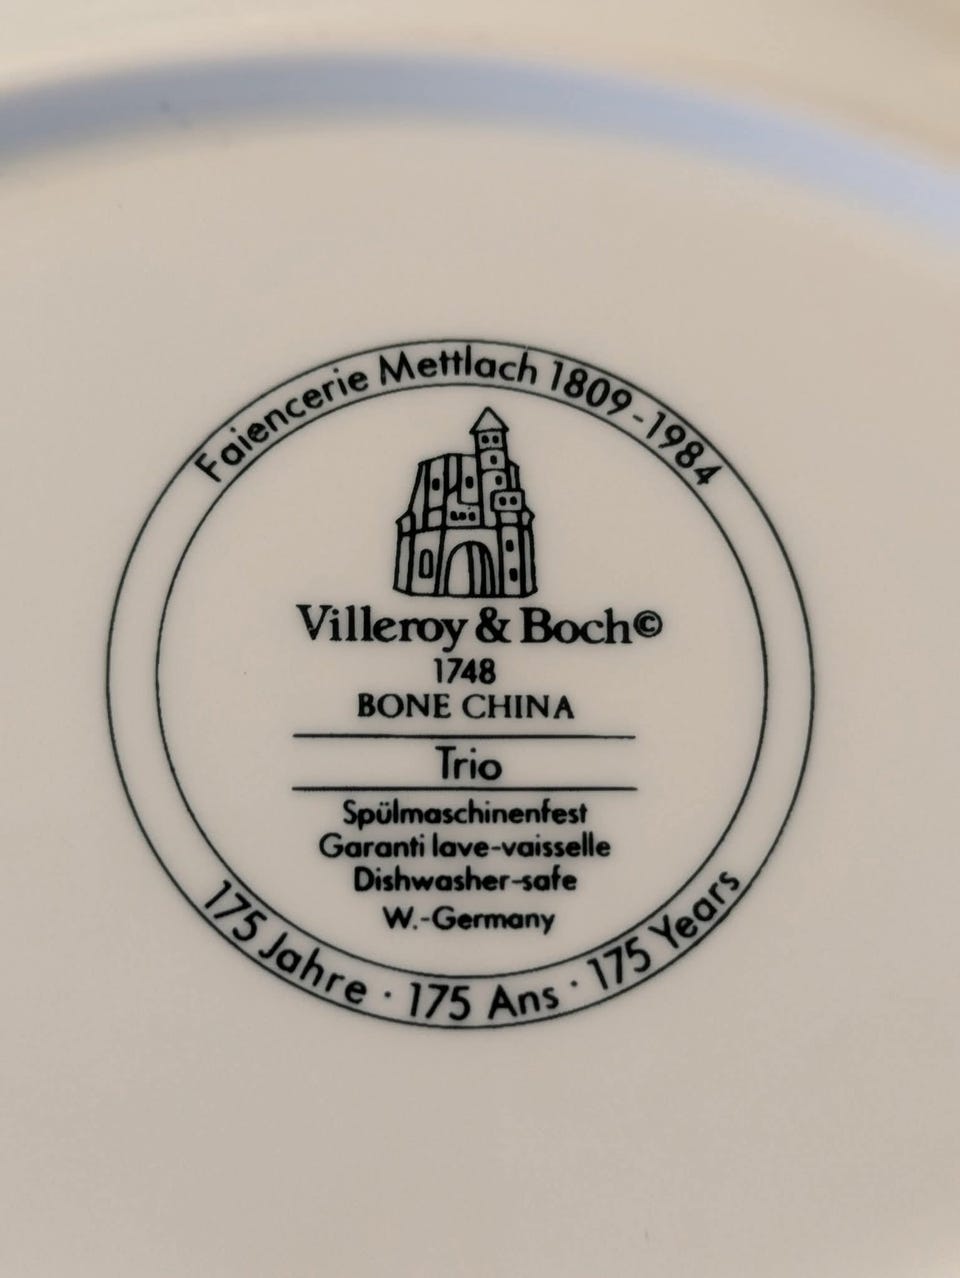 Faiencerie Mettlach 1809-1984
Villeroy & Boch©
1748
BONE CHINA
Trio
Spülmaschinenfest
Garanti lave-vaisselle
Dishwasher-safe
W.-Germany
175 Jahre · 175 Ans · 175 Years